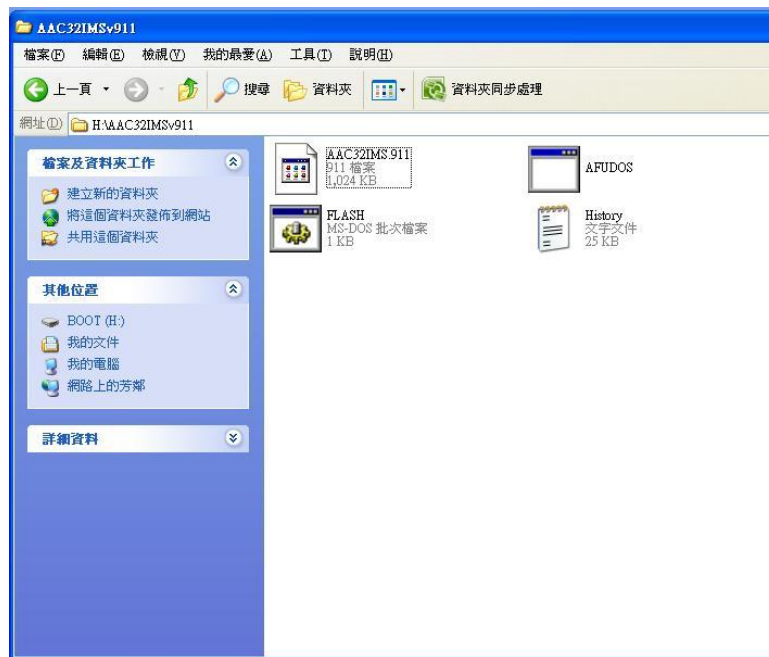 AAC32IMSv911
檔案(F) 編輯(E) 檢視(V) 我的最愛(A) 工具(T) 說明(H)
上一頁 搜尋 資料夾 資料夾同步處理
網址(D) H:\AAC32IMSv911
檔案及資料夾工作
建立新的資料夾
將這個資料夾發佈到網站
共用這個資料夾
其他位置
BOOT (H:)
我的文件
我的電腦
網路上的芳鄰
詳細資料
AAC32IMS.911
911 檔案
1,024 KB
AFUDOS
FLASH
MS-DOS 批次檔案
1 KB
History
文字文件
25 KB